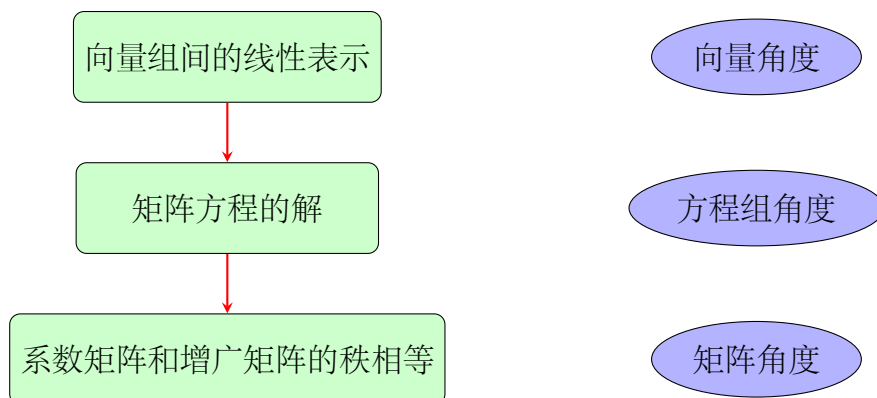 向量组间的线性表示
向量角度
矩阵方程的解
方程组角度
系数矩阵和增广矩阵的秩相等
矩阵角度